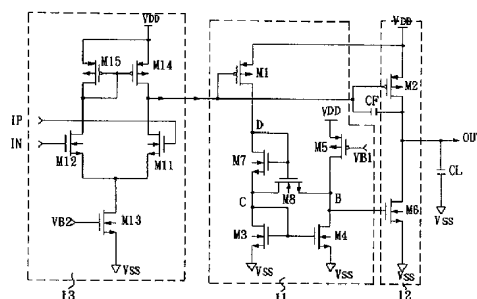 VDD
M15
M14
IP
IN
M12
M11
VB2
M13
VSS
13
M1
D
M7
M8
C
B
VDD
M5
VB1
M3
M4
VSS
VSS
11
VDD
M2
CF
OUT
CL
M6
VSS
VSS
12